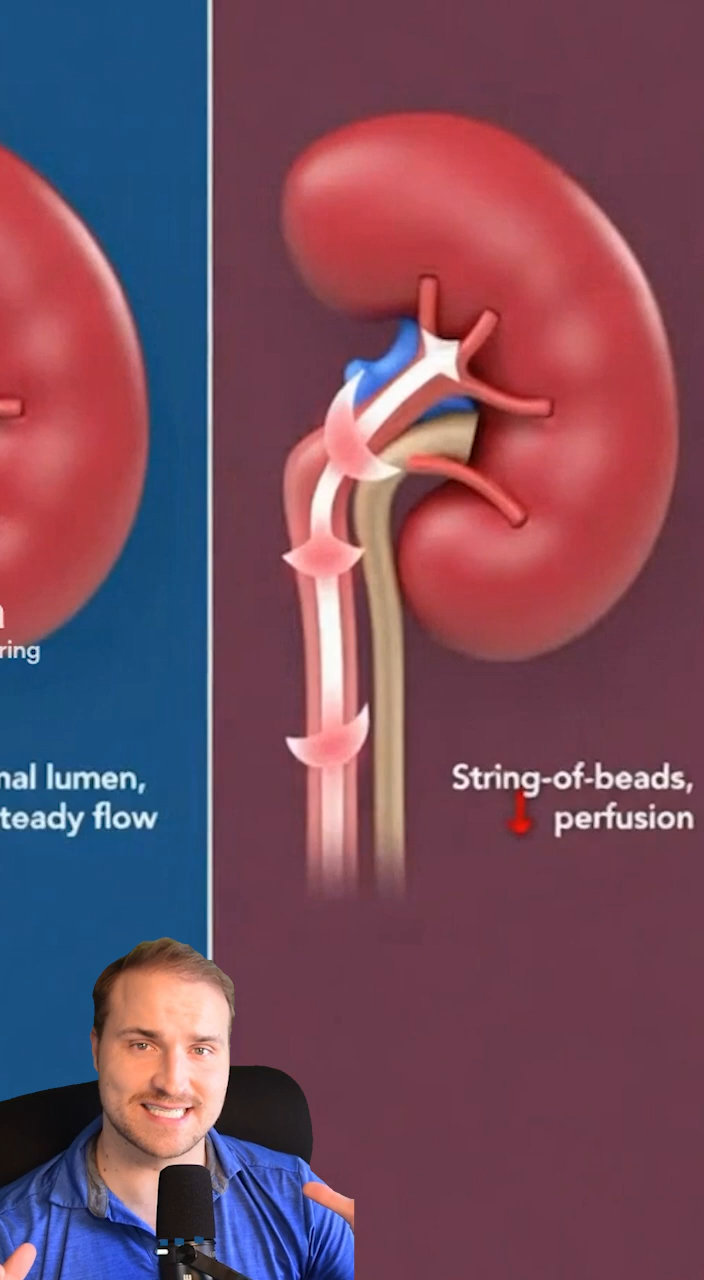 ring
nal lumen,
teady flow
String-of-beads,
perfusion